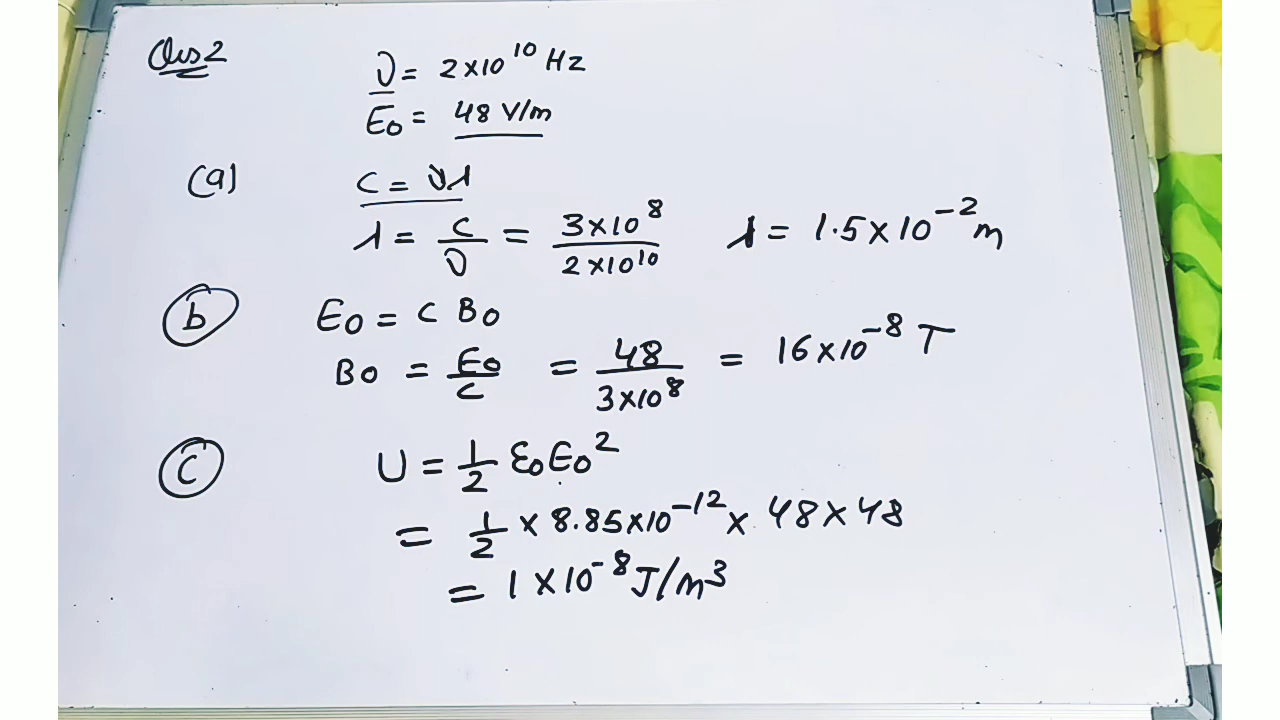 Ques 2
ν = 2×10¹⁰ Hz
E₀ = 48 V/m
(a) C = νλ
λ = C/ν = 3×10⁸/2×10¹⁰ λ = 1.5×10⁻² m
(b) E₀ = C B₀
B₀ = E₀/C = 48/3×10⁸ = 16×10⁻⁸ T
(c) U = 1/2 ε₀E₀²
= 1/2 × 8.85×10⁻¹² × 48×48
= 1×10⁻⁸ J/m³